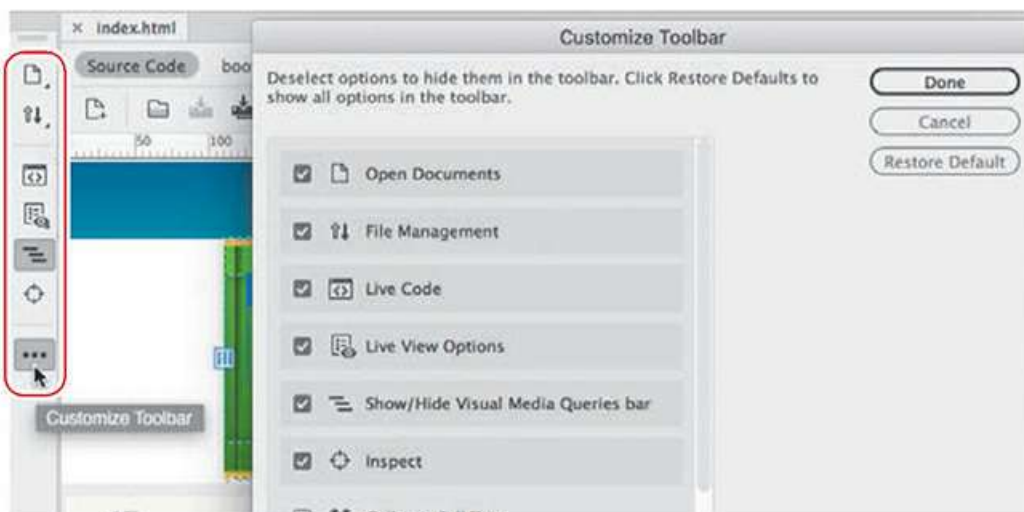 index.html
Customize Toolbar
Source Code
boo
Deselect options to hide them in the toolbar. Click Restore Defaults to
show all options in the toolbar.
Done
Cancel
Restore Default
50
100
Open Documents
File Management
Live Code
Live View Options
Show/Hide Visual Media Queries bar
Inspect
Customize Toolbar